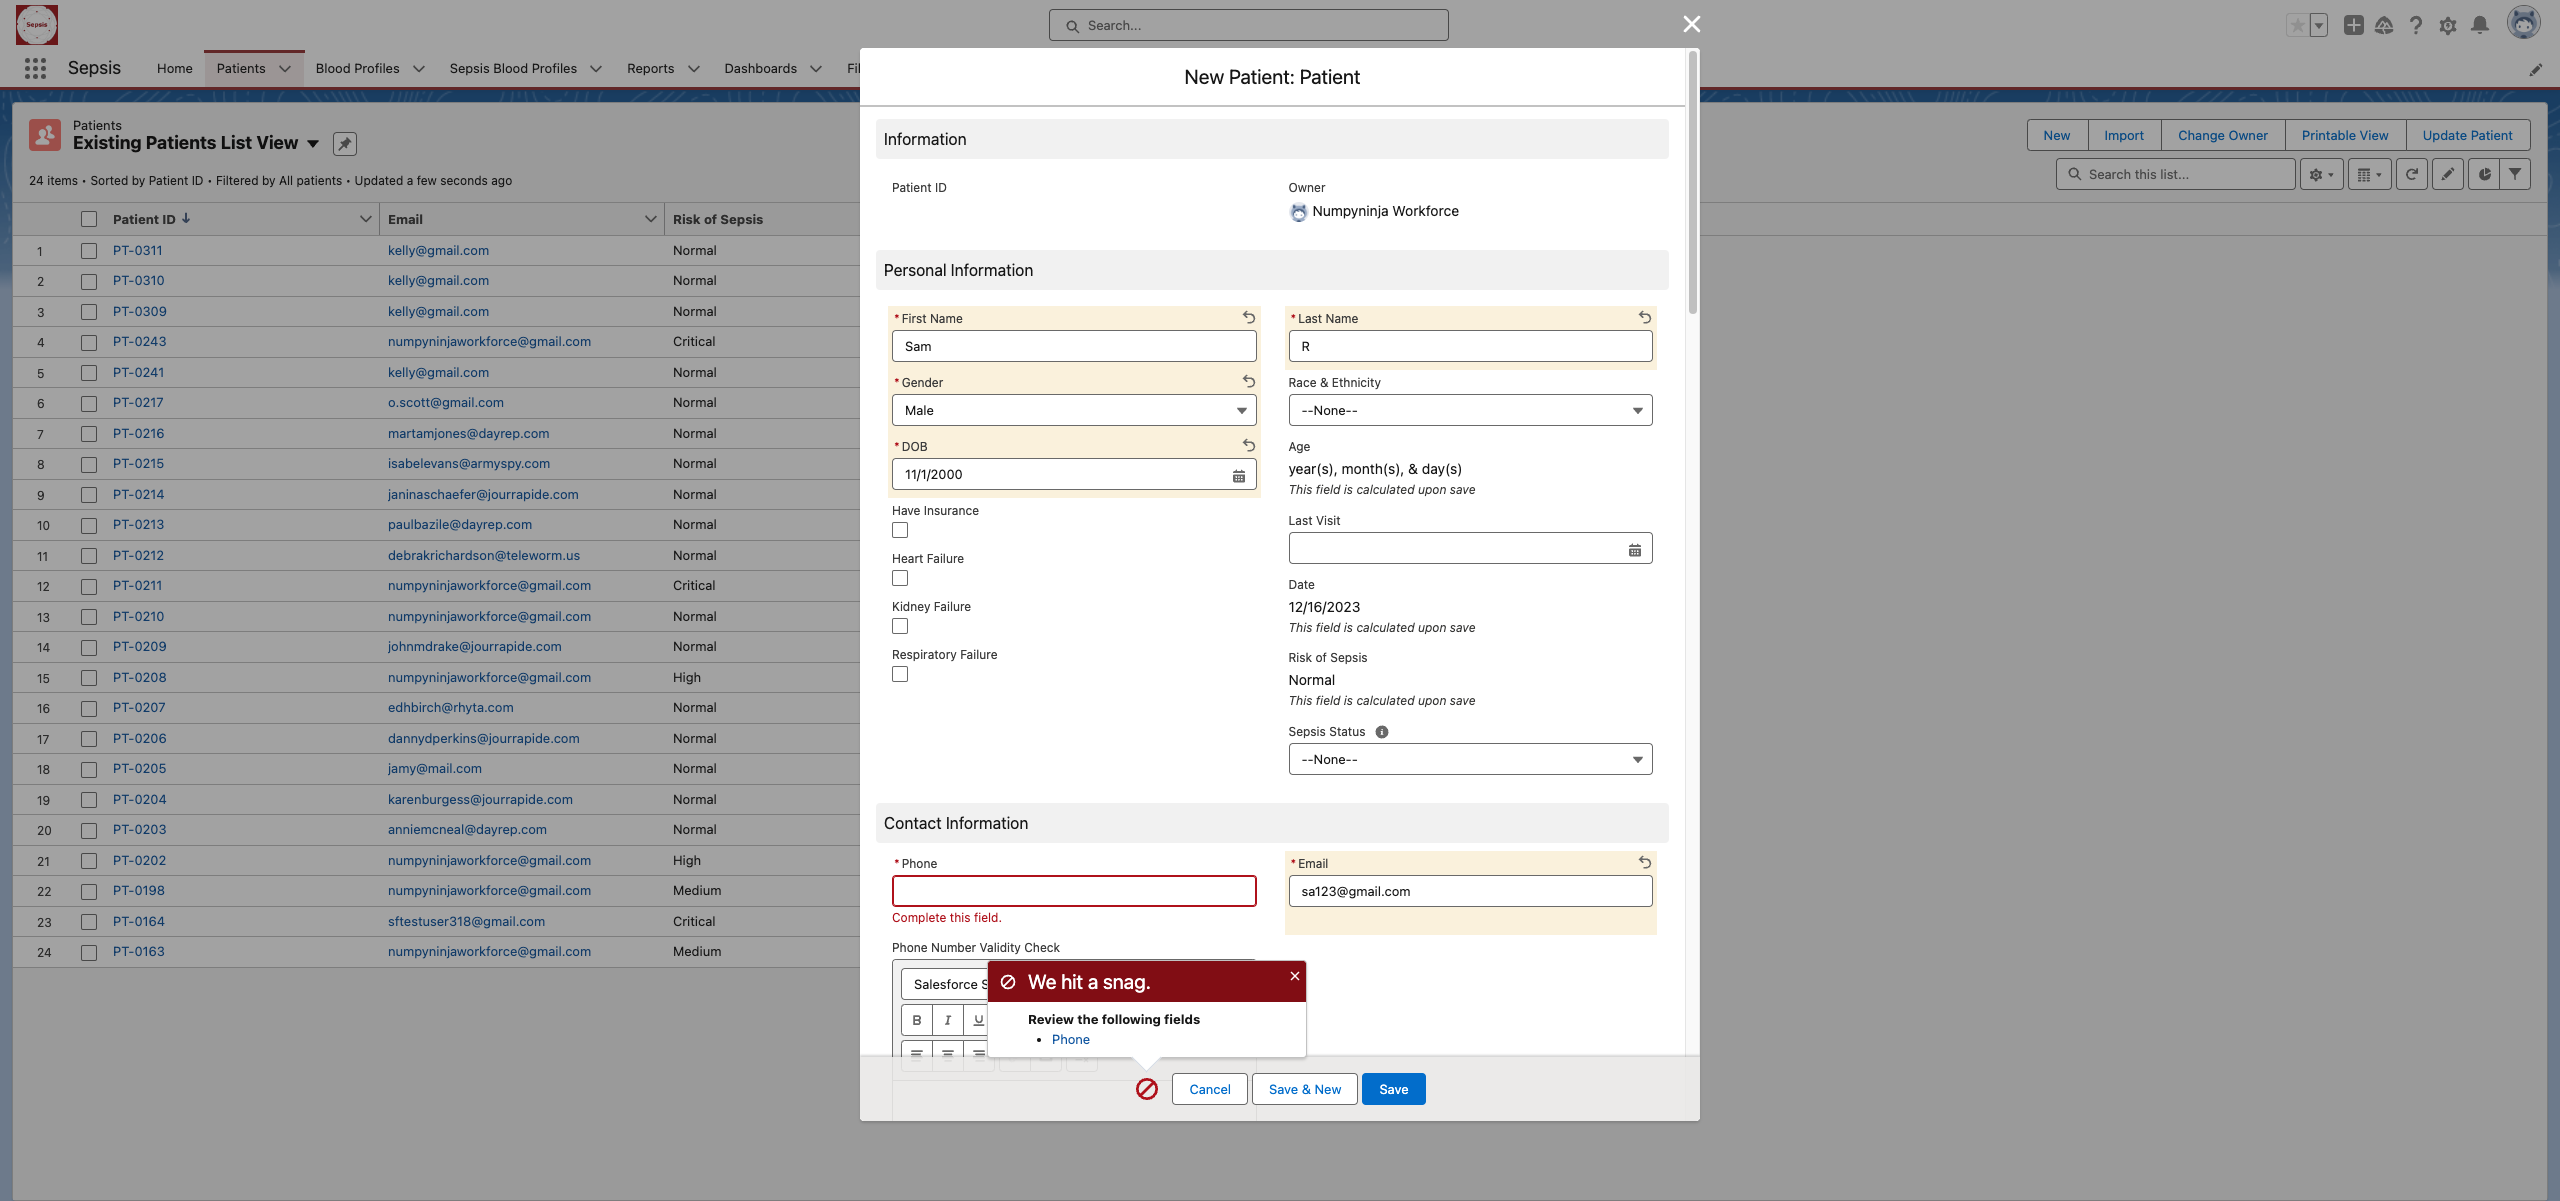 Sepsis
Search...
Sepsis
Home
Patients
Blood Profiles
Sepsis Blood Profiles
Reports
Dashboards
Patients
Existing Patients List View
24 items • Sorted by Patient ID • Filtered by All patients • Updated a few seconds ago
New
Import
Change Owner
Printable View
Update Patient
Search this list...
Patient ID
Email
Risk of Sepsis
1 PT-0311 kelly@gmail.com Normal
2 PT-0310 kelly@gmail.com Normal
3 PT-0309 kelly@gmail.com Normal
4 PT-0243 numpyninjaworkforce@gmail.com Critical
5 PT-0241 kelly@gmail.com Normal
6 PT-0217 o.scott@gmail.com Normal
7 PT-0216 martamjones@dayrep.com Normal
8 PT-0215 isabelevans@armyspy.com Normal
9 PT-0214 janinaschaefer@jourrapide.com Normal
10 PT-0213 paulbazile@dayrep.com Normal
11 PT-0212 debrakrichardson@teleworm.us Normal
12 PT-0211 numpyninjaworkforce@gmail.com Critical
13 PT-0210 numpyninjaworkforce@gmail.com Normal
14 PT-0209 johnmdrake@jourrapide.com Normal
15 PT-0208 numpyninjaworkforce@gmail.com High
16 PT-0207 edhbirch@rhyta.com Normal
17 PT-0206 dannydperkins@jourrapide.com Normal
18 PT-0205 jamy@mail.com Normal
19 PT-0204 karenburgess@jourrapide.com Normal
20 PT-0203 anniemcneal@dayrep.com Normal
21 PT-0202 numpyninjaworkforce@gmail.com High
22 PT-0198 numpyninjaworkforce@gmail.com Medium
23 PT-0164 sftestuser318@gmail.com Critical
24 PT-0163 numpyninjaworkforce@gmail.com Medium
New Patient: Patient
Information
Patient ID
Owner
Numpyninja Workforce
Personal Information
* First Name
Sam
* Last Name
R
* Gender
Male
Race & Ethnicity
--None--
* DOB
11/1/2000
Age
year(s), month(s), & day(s)
This field is calculated upon save
Have Insurance
Last Visit
Heart Failure
Date
12/16/2023
This field is calculated upon save
Kidney Failure
Respiratory Failure
Risk of Sepsis
Normal
This field is calculated upon save
Sepsis Status
--None--
Contact Information
* Phone
Complete this field.
* Email
sa123@gmail.com
Phone Number Validity Check
Salesforce S
B I U
We hit a snag.
Review the following fields
• Phone
Cancel
Save & New
Save